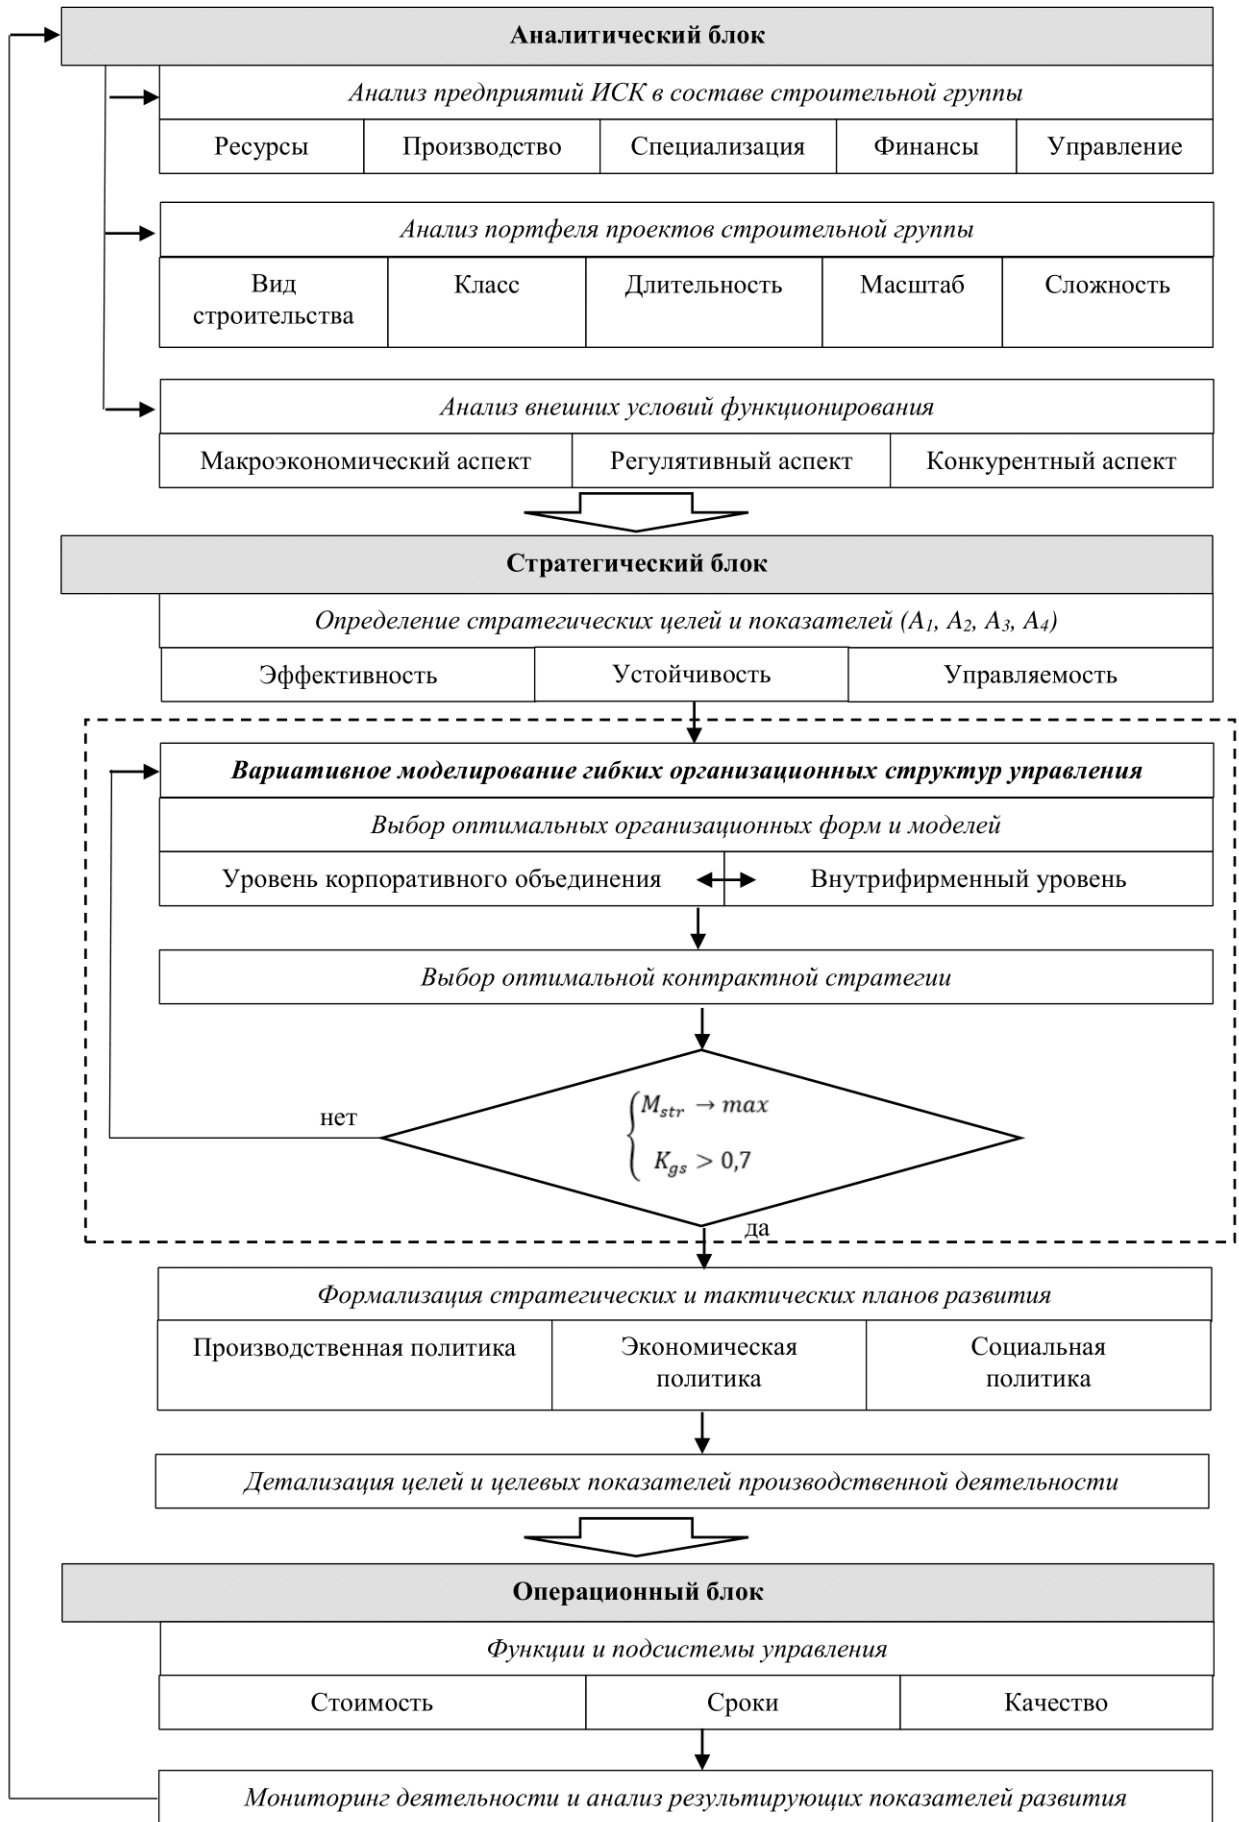 Аналитический блок
Анализ предприятий ИСК в составе строительной группы
Ресурсы
Производство
Специализация
Финансы
Управление
Анализ портфеля проектов строительной группы
Вид
строительства
Класс
Длительность
Масштаб
Сложность
Анализ внешних условий функционирования
Макроэкономический аспект
Регулятивный аспект
Конкурентный аспект
Стратегический блок
Определение стратегических целей и показателей (A1, A2, A3, A4)
Эффективность
Устойчивость
Управляемость
Вариативное моделирование гибких организационных структур управления
Выбор оптимальных организационных форм и моделей
Уровень корпоративного объединения
Внутрифирменный уровень
Выбор оптимальной контрактной стратегии
нет
Mstr → max
Kgs > 0,7
да
Формализация стратегических и тактических планов развития
Производственная политика
Экономическая
политика
Социальная
политика
Детализация целей и целевых показателей производственной деятельности
Операционный блок
Функции и подсистемы управления
Стоимость
Сроки
Качество
Мониторинг деятельности и анализ результирующих показателей развития